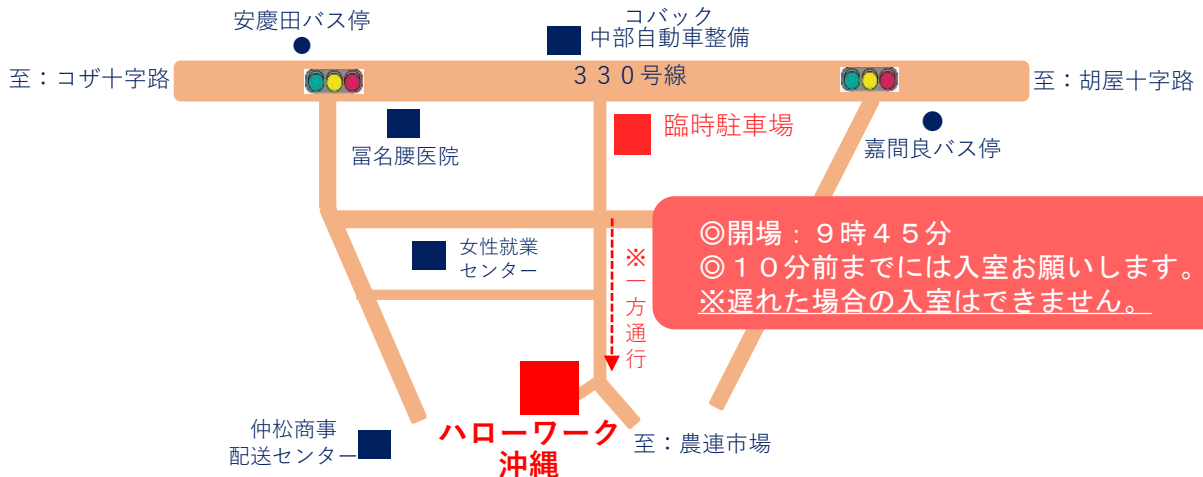 安慶田バス停
コバック
中部自動車整備
至：コザ十字路
３３０号線
至：胡屋十字路
臨時駐車場
冨名腰医院
嘉間良バス停
女性就業
センター
※一方通行
◎開場：９時４５分
◎１０分前までには入室お願いします。
※遅れた場合の入室はできません。
仲松商事
配送センター
ハローワーク
沖縄
至：農連市場